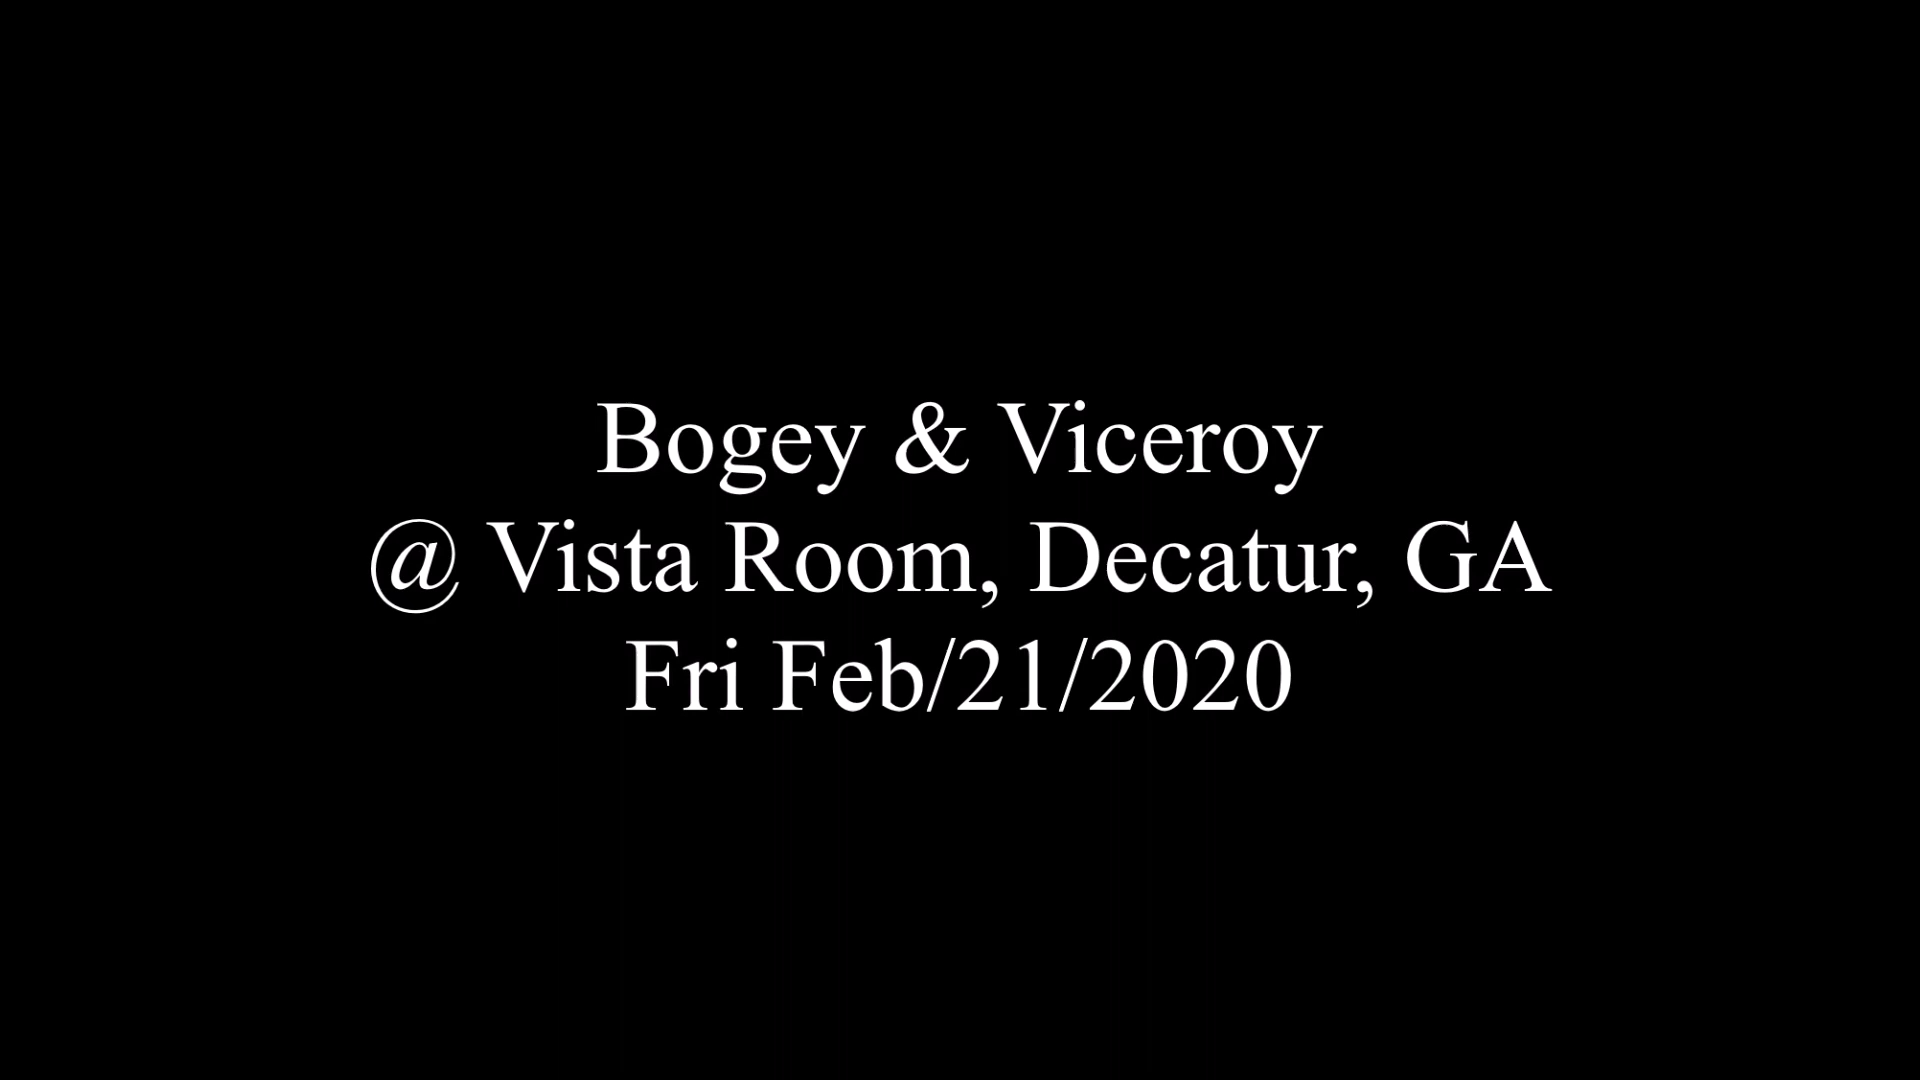 Bogey & Viceroy
@ Vista Room, Decatur, GA
Fri Feb/21/2020